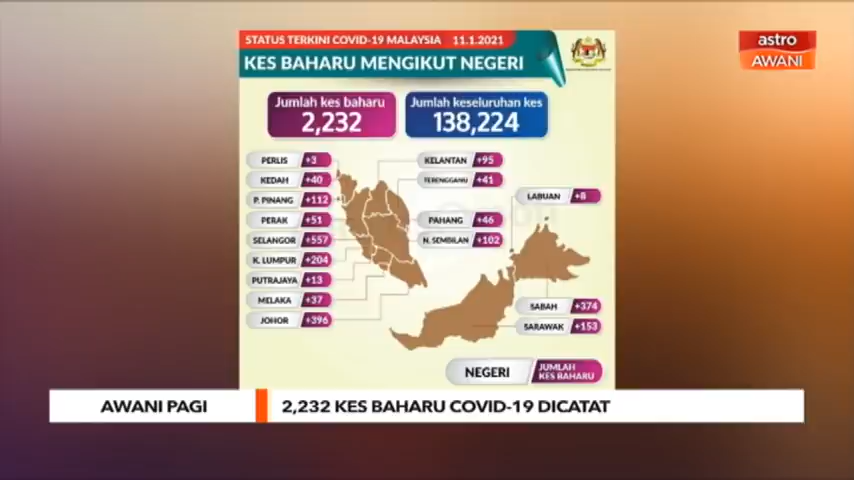 STATUS TERKINI COVID-19 MALAYSIA 11.1.2021
KES BAHARU MENGIKUT NEGERI
astro
AWANI
Jumlah kes baharu
2,232
Jumlah keseluruhan kes
138,224
PERLIS +3
KEDAH +40
P. PINANG +112
PERAK +51
SELANGOR +557
K. LUMPUR +204
PUTRAJAYA +13
MELAKA +37
JOHOR +396
KELANTAN +95
TERENGGANU +41
PAHANG +46
N. SEMBILAN +102
LABUAN +8
SABAH +374
SARAWAK +153
NEGERI
JUMLAH
KES BAHARU
AWANI PAGI
2,232 KES BAHARU COVID-19 DICATAT